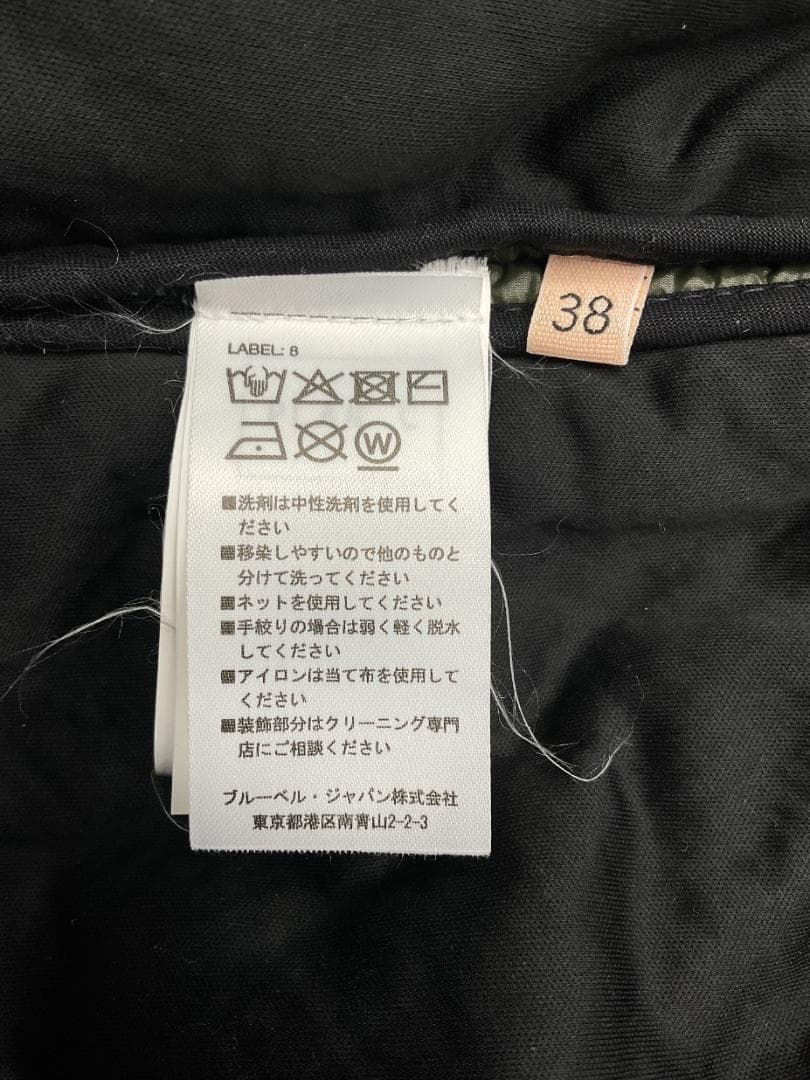 38
LABEL: 8
W
■洗剤は中性洗剤を使用してく
ださい
■移染しやすいので他のものと
分けて洗ってください
■ネットを使用してください
■手絞りの場合は弱く軽く脱水
してください
■アイロンは当て布を使用して
ください
■装飾部分はクリーニング専門
店にご相談ください
ブルーベル・ジャパン株式会社
東京都港区南青山2-2-3